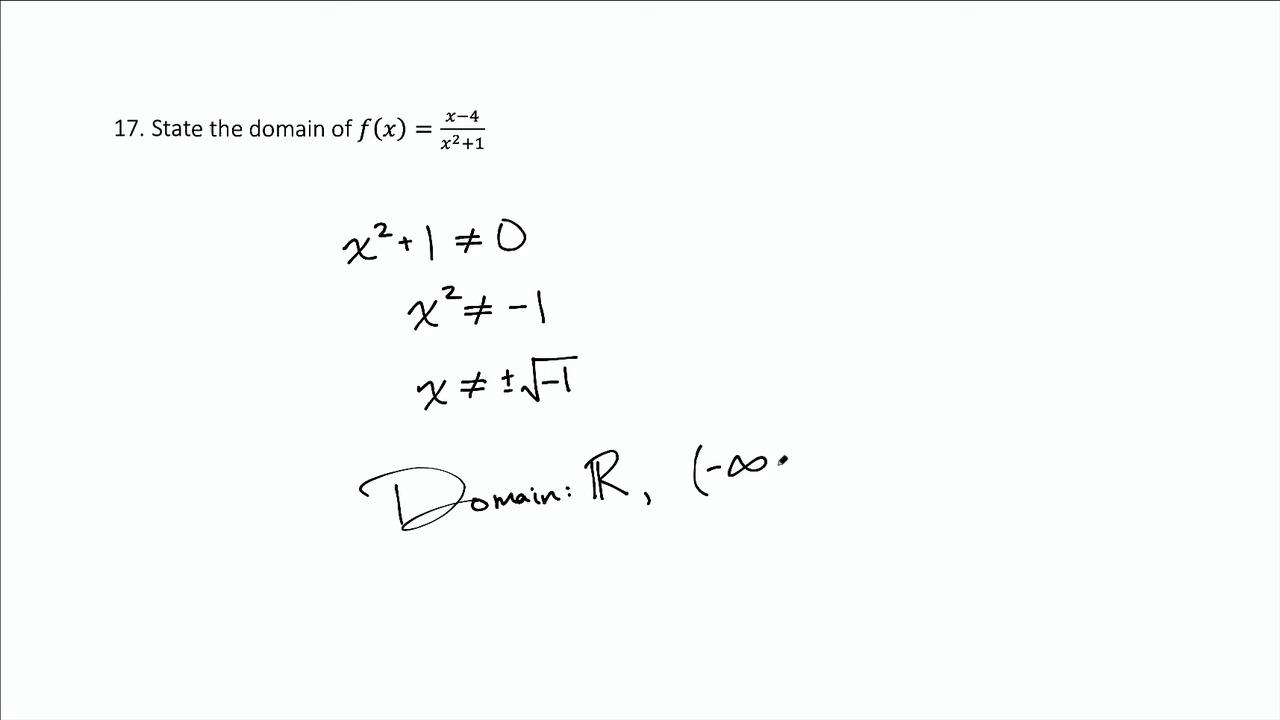 17. State the domain of f(x) = x−4/x²+1
x² + 1 ≠ 0
x² ≠ −1
x ≠ ±√−1
Domain: ℝ, (−∞